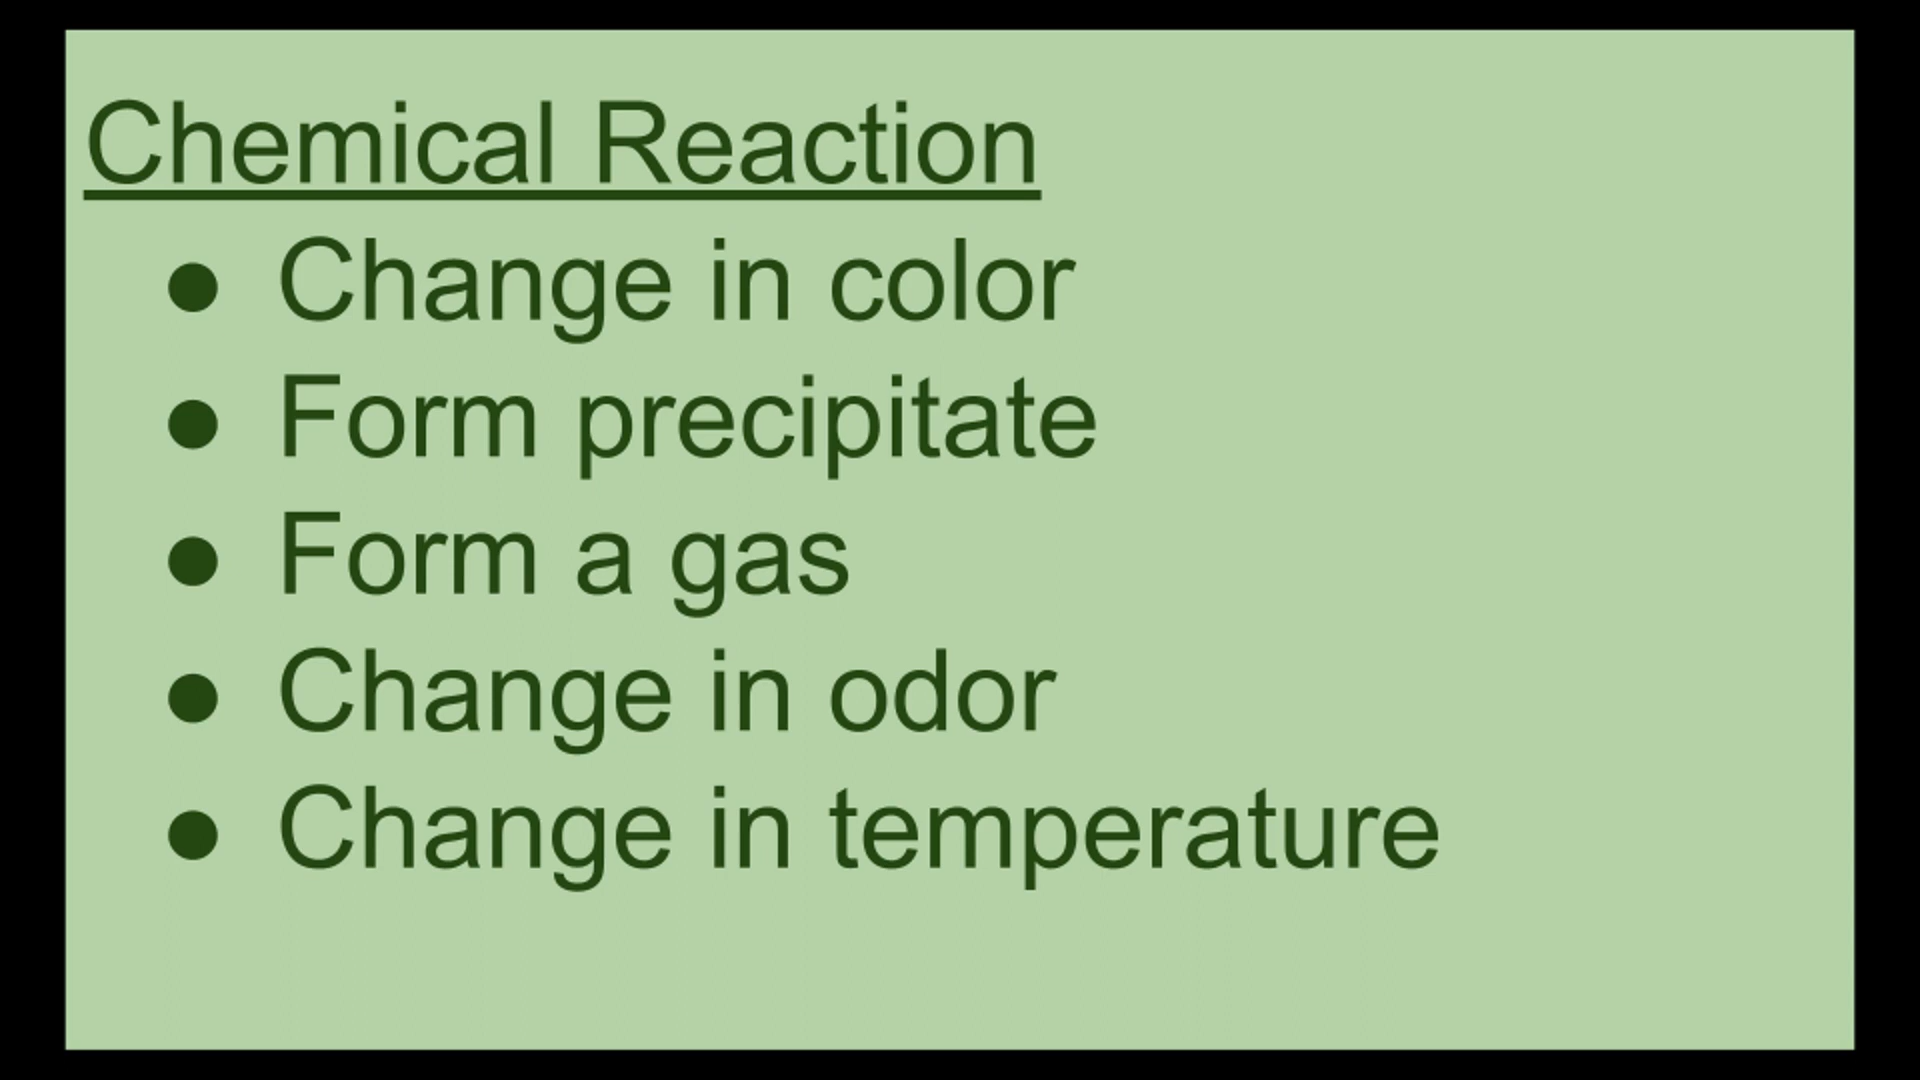 Chemical Reaction
● Change in color
● Form precipitate
● Form a gas
● Change in odor
● Change in temperature